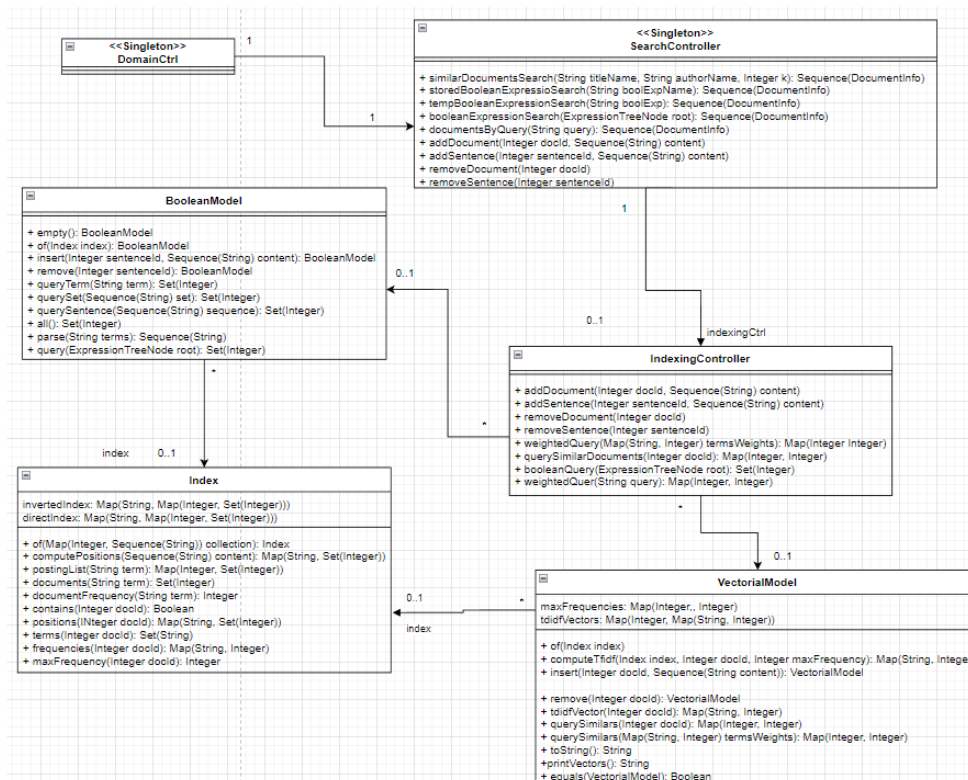 <<Singleton>>
DomainCtrl
1
1
<<Singleton>>
SearchController
+ similarDocumentsSearch(String titleName, String authorName, Integer k): Sequence(DocumentInfo)
+ storedBooleanExpressioSearch(String boolExpName): Sequence(DocumentInfo)
+ tempBooleanExpressionSearch(String boolExp): Sequence(DocumentInfo)
+ booleanExpressionSearch(ExpressionTreeNode root): Sequence(DocumentInfo)
+ documentsByQuery(String query): Sequence(DocumentInfo)
+ addDocument(Integer docId, Sequence(String) content)
+ addSentence(Integer sentenceId, Sequence(String) content)
+ removeDocument(Integer docId)
+ removeSentence(Integer sentenceId)
1
0..1
indexingCtrl
BooleanModel
+ empty(): BooleanModel
+ of(Index index): BooleanModel
+ insert(Integer sentenceId, Sequence(String) content): BooleanModel
+ remove(Integer sentenceId): BooleanModel
+ queryTerm(String term): Set(Integer)
+ querySet(Sequence(String) set): Set(Integer)
+ querySentence(Sequence(String) sequence): Set(Integer)
+ all(): Set(Integer)
+ parse(String terms): Sequence(String)
+ query(ExpressionTreeNode root): Set(Integer)
0..1
*
*
index 0..1
IndexingController
+ addDocument(Integer docId, Sequence(String) content)
+ addSentence(Integer sentenceId, Sequence(String) content)
+ removeDocument(Integer docId)
+ removeSentence(Integer sentenceId)
+ weightedQuery(Map(String, Integer) termsWeights): Map(Integer Integer)
+ querySimilarDocuments(Integer docId): Map(Integer, Integer)
+ booleanQuery(ExpressionTreeNode root): Set(Integer)
+ weightedQuer(String query): Map(Integer, Integer)
*
0..1
Index
invertedIndex: Map(String, Map(Integer, Set(Integer)))
directIndex: Map(String, Map(Integer, Set(Integer)))
+ of(Map(Integer, Sequence(String)) collection): Index
+ computePositions(Sequence(String) content): Map(String, Set(Integer))
+ postingList(String term): Map(Integer, Set(Integer))
+ documents(String term): Set(Integer)
+ documentFrequency(String term): Integer
+ contains(Integer docId): Boolean
+ positions(INteger docId): Map(String, Set(Integer))
+ terms(Integer docId): Set(String)
+ frequencies(Integer docId): Map(String, Integer)
+ maxFrequency(Integer docId): Integer
0..1
*
index
VectorialModel
maxFrequencies: Map(Integer,, Integer)
tdidfVectors: Map(Integer, Map(String, Integer))
+ of(Index index)
+ computeTfidf(Index index, Integer docId, Integer maxFrequency): Map(String, Intege
+ insert(Integer docId, Sequence(String content)): VectorialModel
+ remove(Integer docId): VectorialModel
+ tdidfVector(Integer docId): Map(String, Integer)
+ querySimilars(Integer docId): Map(Integer, Integer)
+ querySimilars(Map(String, Integer) termsWeights): Map(Integer, Integer)
+ toString(): String
+printVectors(): String
+ equals(VectorialModel): Boolean